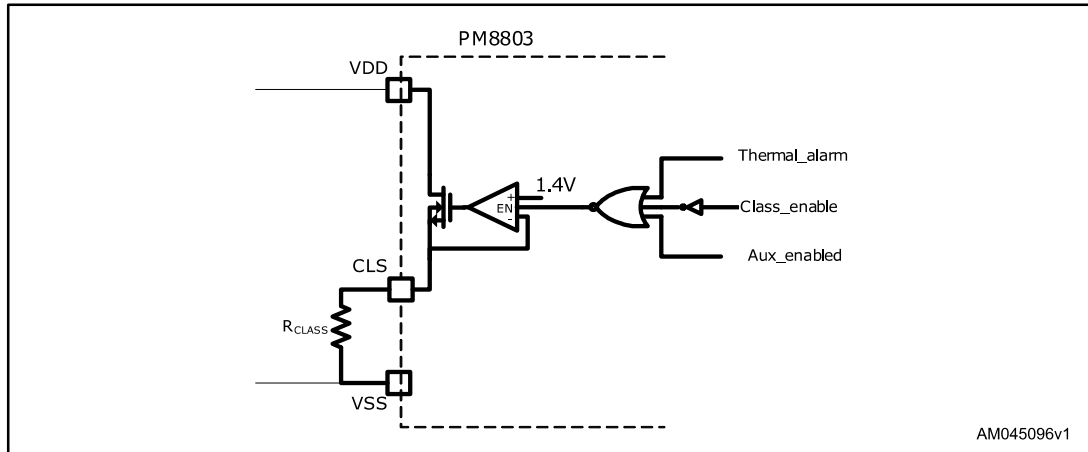 PM8803
VDD
Thermal_alarm
1.4V
+
EN
-
Class_enable
Aux_enabled
CLS
RCLASS
VSS
AM045096v1